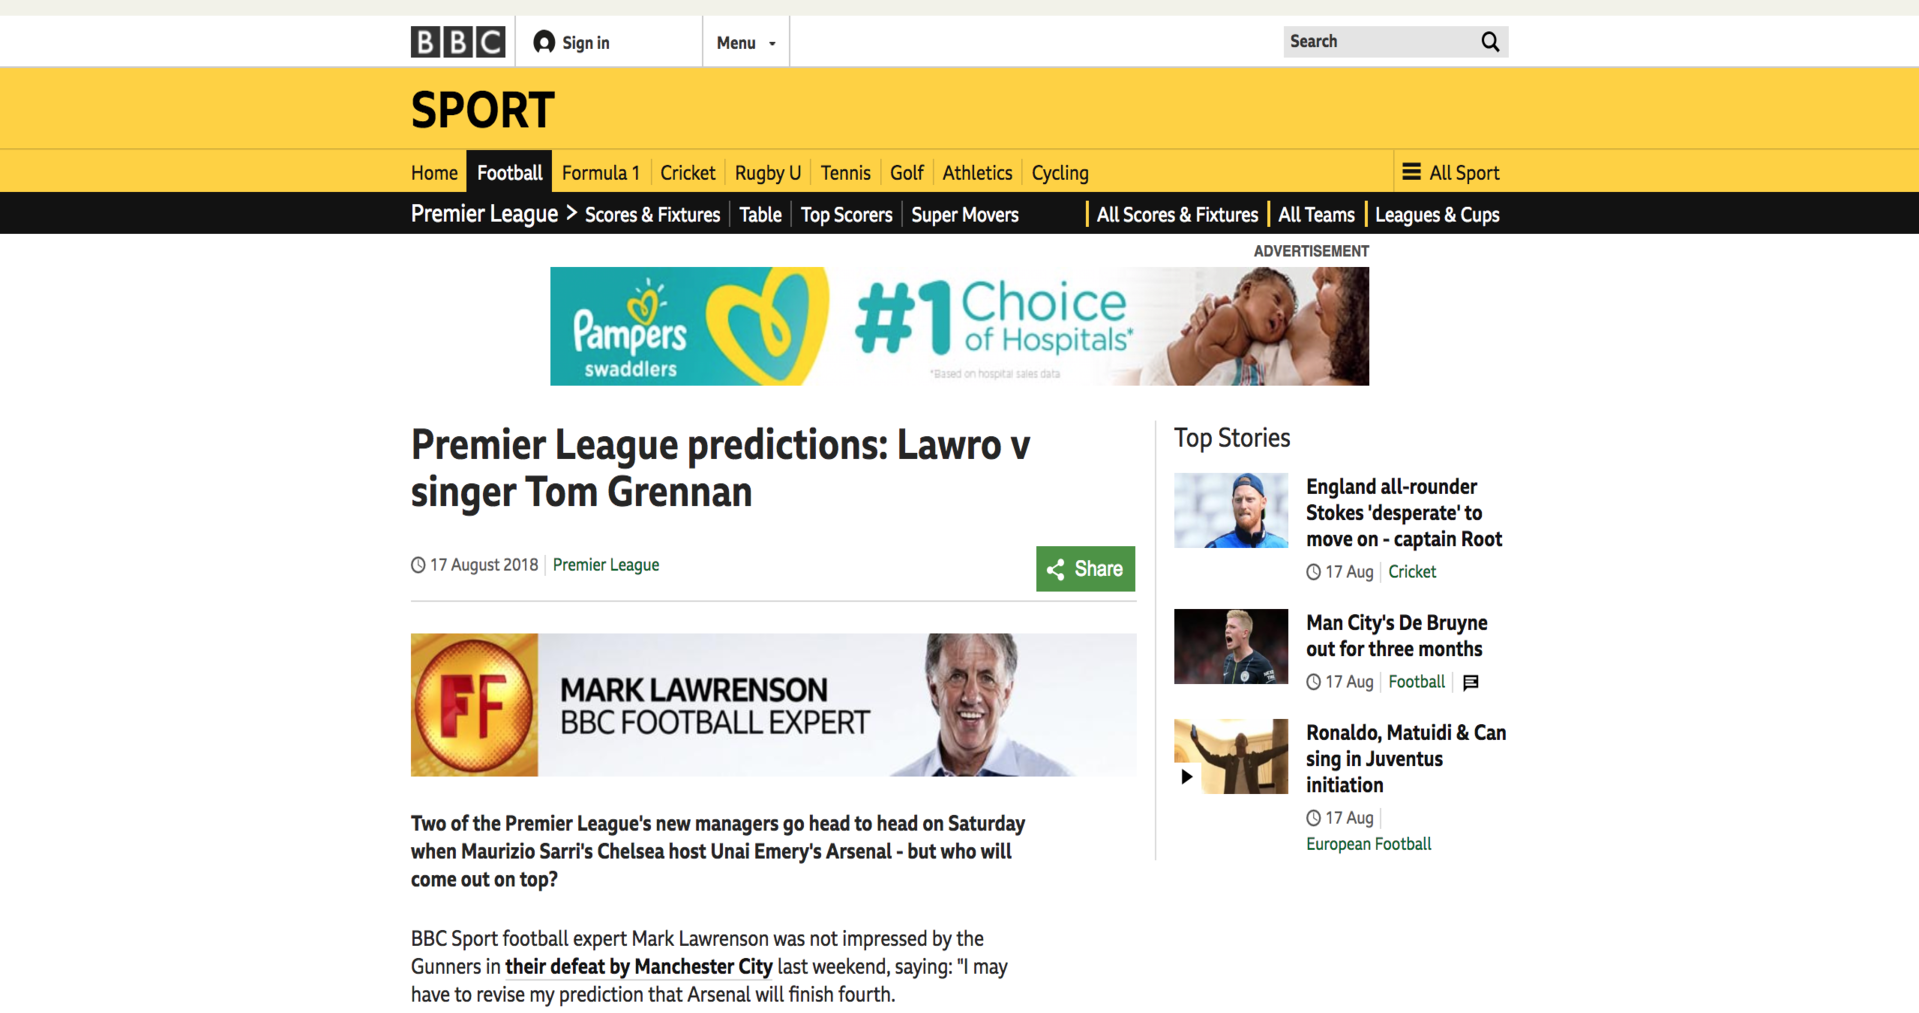 BBC
Sign in
Menu
Search
SPORT
Home
Football
Formula 1
Cricket
Rugby U
Tennis
Golf
Athletics
Cycling
All Sport
Premier League >
Scores & Fixtures
Table
Top Scorers
Super Movers
All Scores & Fixtures
All Teams
Leagues & Cups
ADVERTISEMENT
Pampers
swaddlers
#1 Choice
of Hospitals*
*Based on hospital sales data
Premier League predictions: Lawro v
singer Tom Grennan
17 August 2018
Premier League
Share
FF
MARK LAWRENSON
BBC FOOTBALL EXPERT
Two of the Premier League's new managers go head to head on Saturday
when Maurizio Sarri's Chelsea host Unai Emery's Arsenal - but who will
come out on top?
BBC Sport football expert Mark Lawrenson was not impressed by the
Gunners in their defeat by Manchester City last weekend, saying: "I may
have to revise my prediction that Arsenal will finish fourth.
Top Stories
England all-rounder
Stokes 'desperate' to
move on - captain Root
17 Aug
Cricket
Man City's De Bruyne
out for three months
17 Aug
Football
Ronaldo, Matuidi & Can
sing in Juventus
initiation
17 Aug
European Football